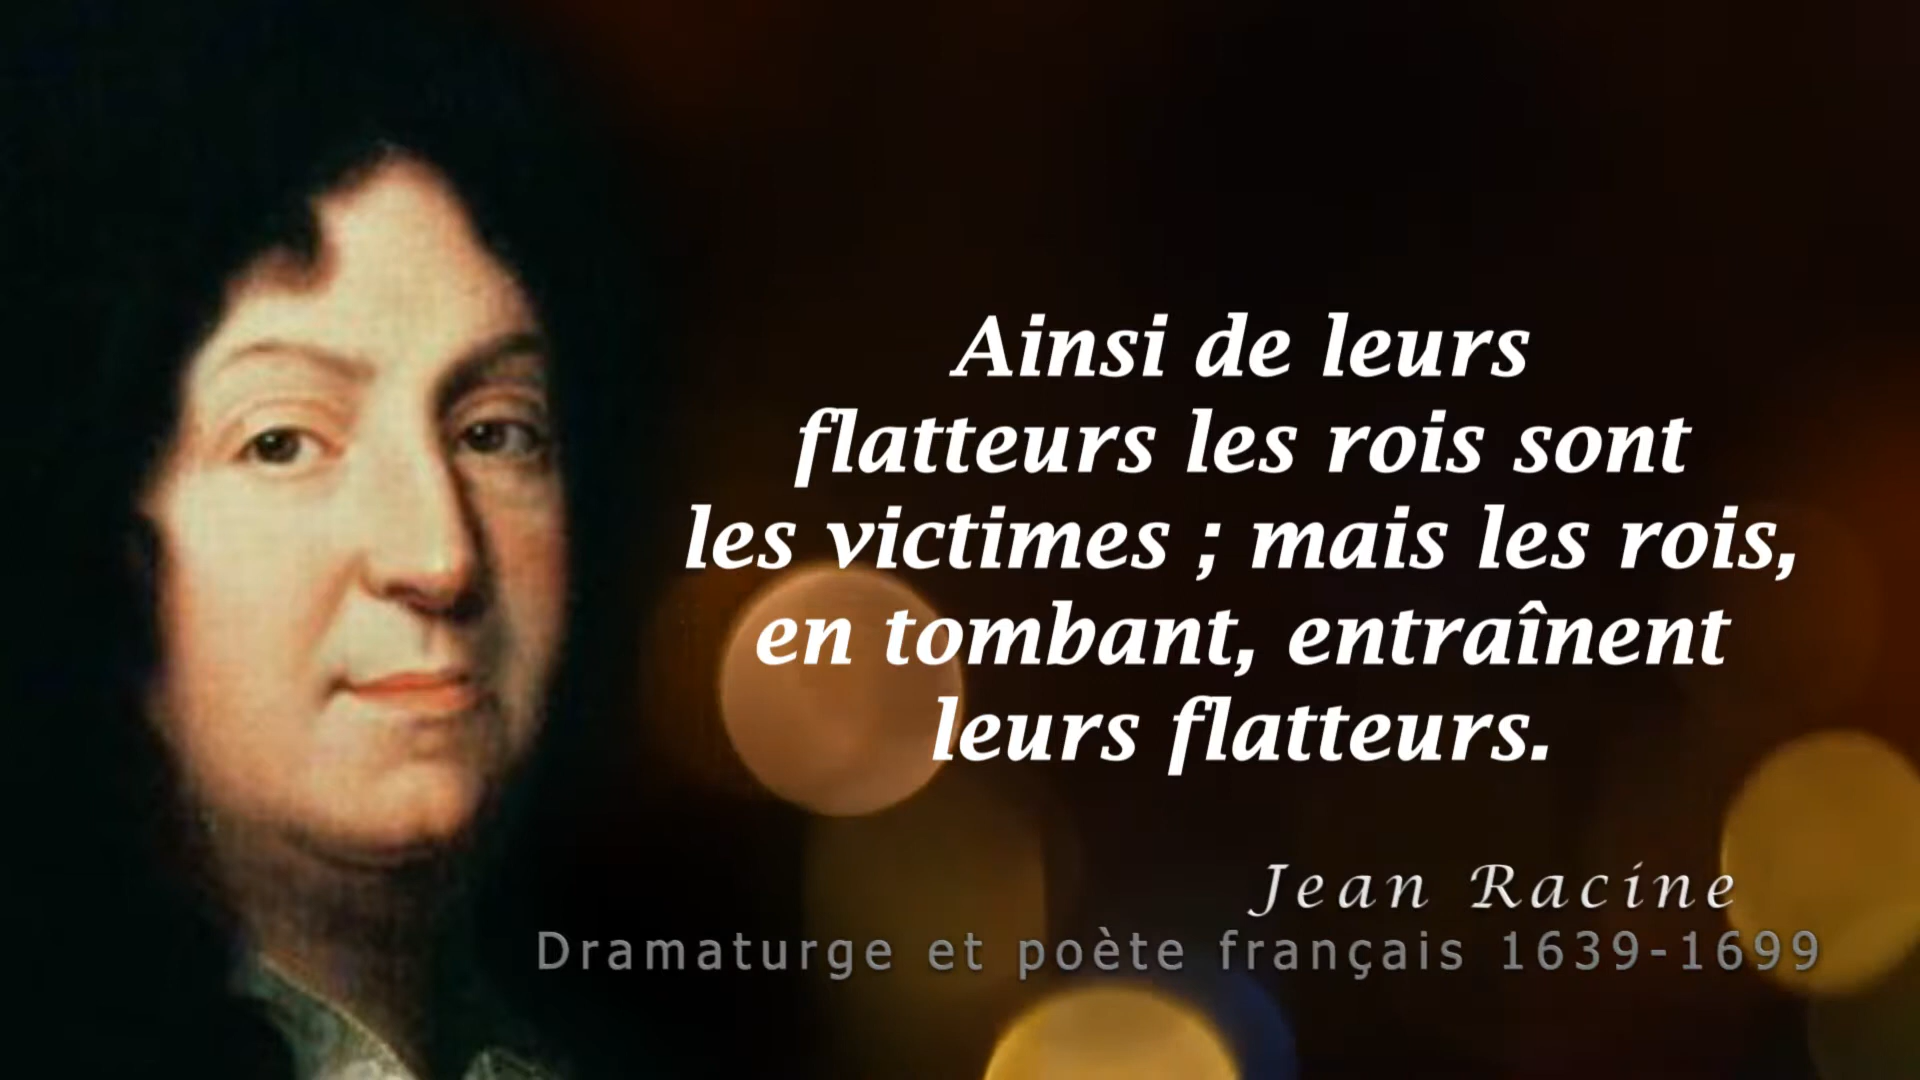 Ainsi de leurs
flatteurs les rois sont
les victimes ; mais les rois,
en tombant, entraînent
leurs flatteurs.
Jean Racine
Dramaturge et poète français 1639-1699